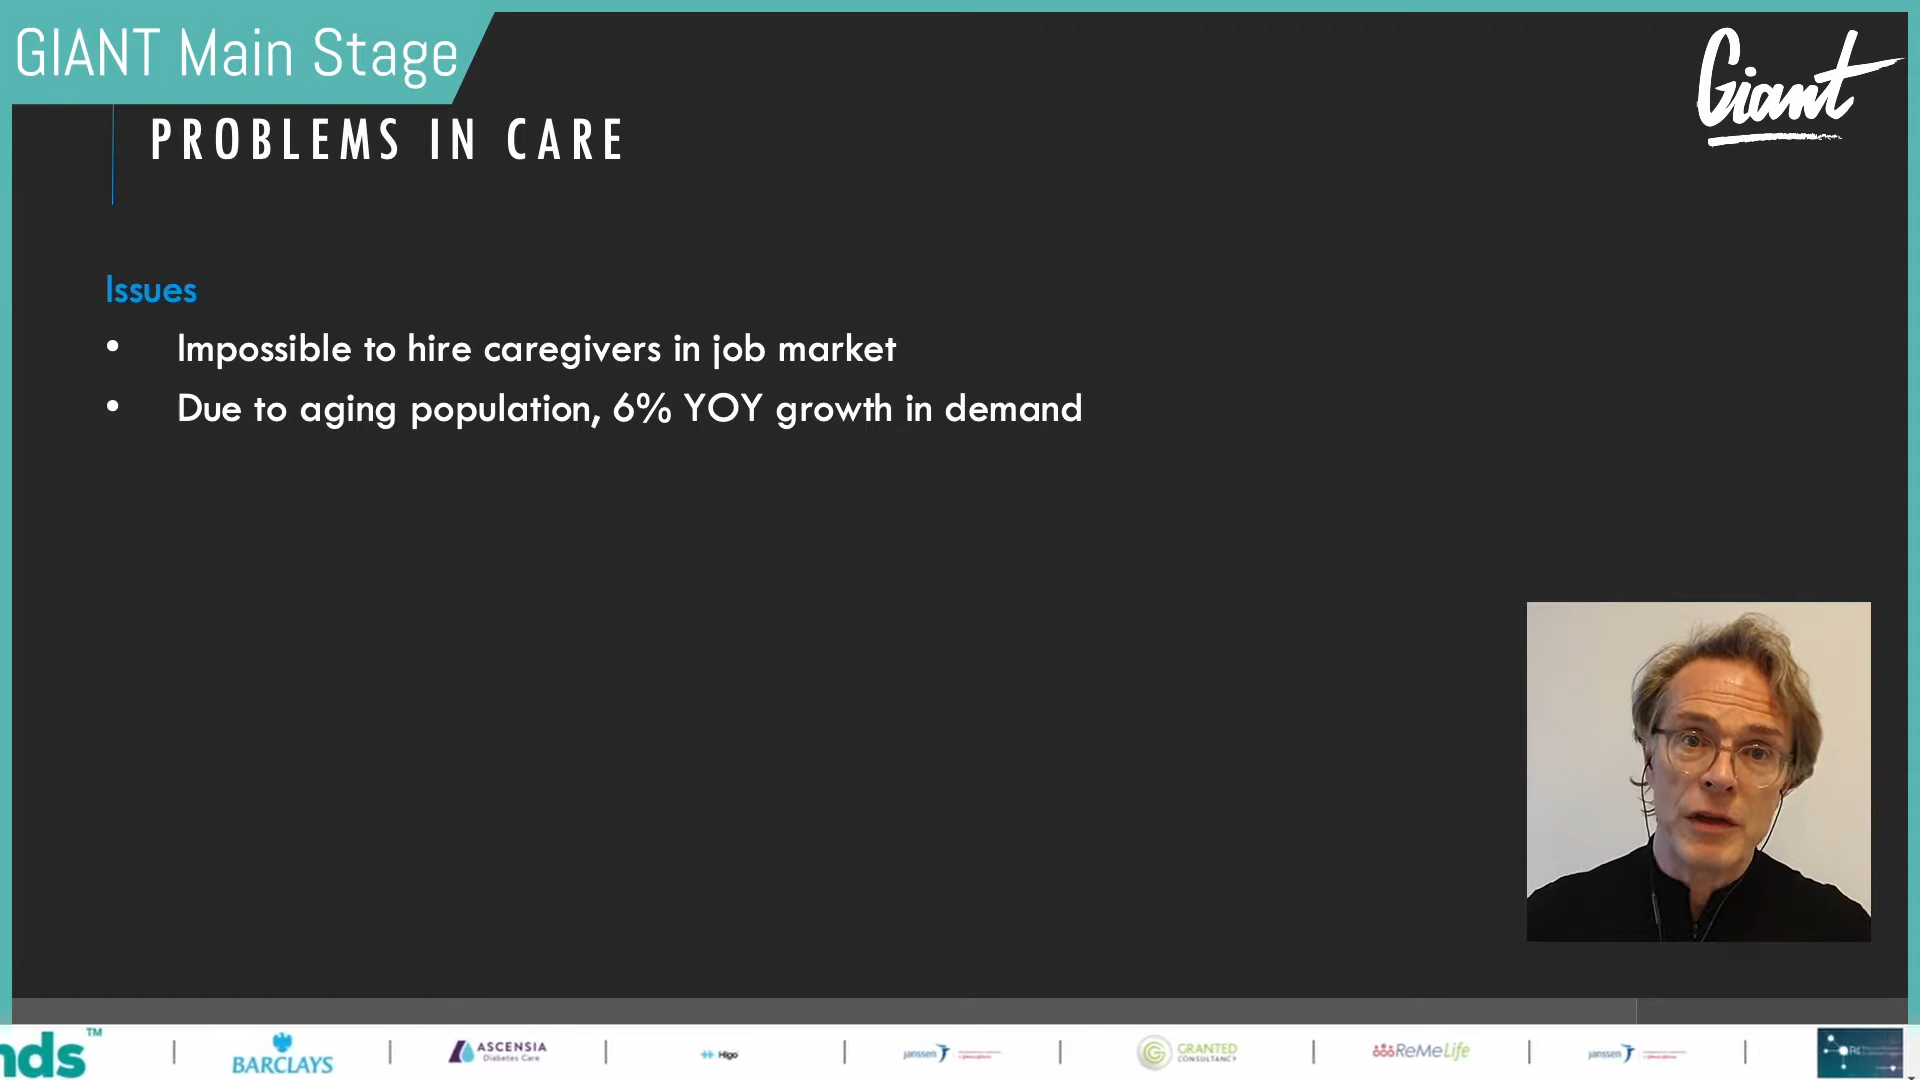 GIANT Main Stage
Giant
PROBLEMS IN CARE
Issues
• Impossible to hire caregivers in job market
• Due to aging population, 6% YOY growth in demand
nds™
BARCLAYS
ASCENSIA
Diabetes Care
Higo
janssen
GRANTED
CONSULTANCY
ReMeLife
janssen